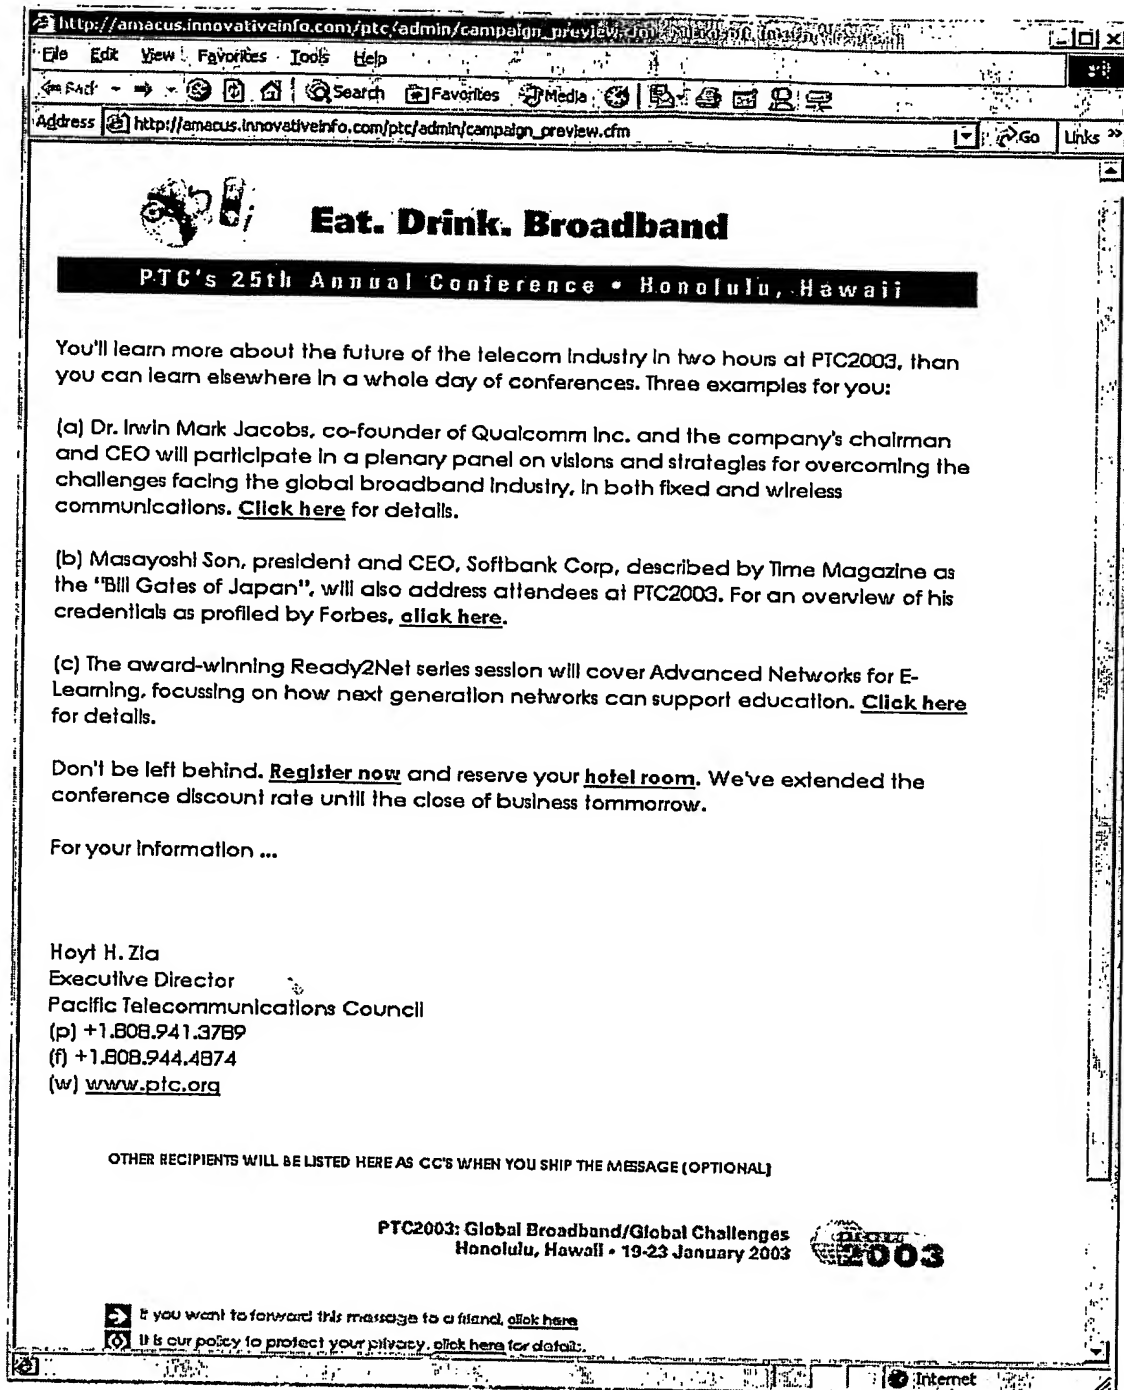 http://amacus.innovativeinfo.com/ptc/admin/campaign_preview.cfm
File Edit View Favorites Tools Help
Back Search Favorites Media
Address http://amacus.innovativeinfo.com/ptc/admin/campaign_preview.cfm Go Links »
Eat. Drink. Broadband
PTC's 25th Annual Conference • Honolulu, Hawaii
You'll learn more about the future of the telecom industry in two hours at PTC2003, than
you can learn elsewhere in a whole day of conferences. Three examples for you:
(a) Dr. Irwin Mark Jacobs, co-founder of Qualcomm Inc. and the company's chairman
and CEO will participate in a plenary panel on visions and strategies for overcoming the
challenges facing the global broadband industry, in both fixed and wireless
communications. Click here for details.
(b) Masayoshi Son, president and CEO, Softbank Corp, described by Time Magazine as
the "Bill Gates of Japan", will also address attendees at PTC2003. For an overview of his
credentials as profiled by Forbes, click here.
(c) The award-winning Ready2Net series session will cover Advanced Networks for E-
Learning, focussing on how next generation networks can support education. Click here
for details.
Don't be left behind. Register now and reserve your hotel room. We've extended the
conference discount rate until the close of business tommorrow.
For your information ...
Hoyt H. Zia
Executive Director
Pacific Telecommunications Council
(p) +1.808.941.3789
(f) +1.808.944.4874
(w) www.ptc.org
OTHER RECIPIENTS WILL BE LISTED HERE AS CC'S WHEN YOU SHIP THE MESSAGE (OPTIONAL)
PTC2003: Global Broadband/Global Challenges
Honolulu, Hawaii • 19-23 January 2003
2003
If you want to forward this message to a friend, click here
It is our policy to protect your privacy, click here for details.
Internet